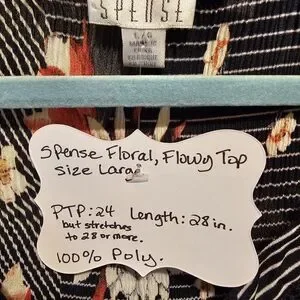 SPENSE
L/G
Spense Floral, Flowy Top
Size Large
PTP: 24 Length: 28 in.
but stretches
to 28 or more.
100% Poly.